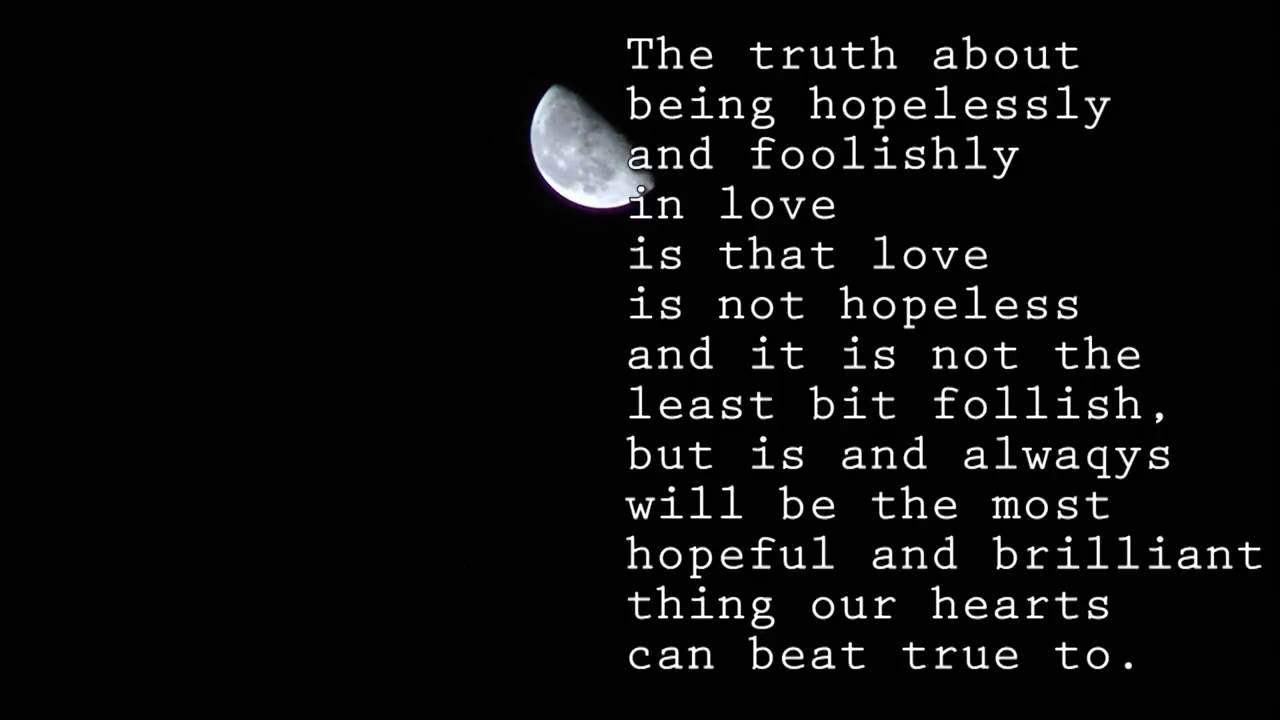 The truth about
being hopelessly
and foolishly
in love
is that love
is not hopeless
and it is not the
least bit follish,
but is and alwaqys
will be the most
hopeful and brilliant
thing our hearts
can beat true to.